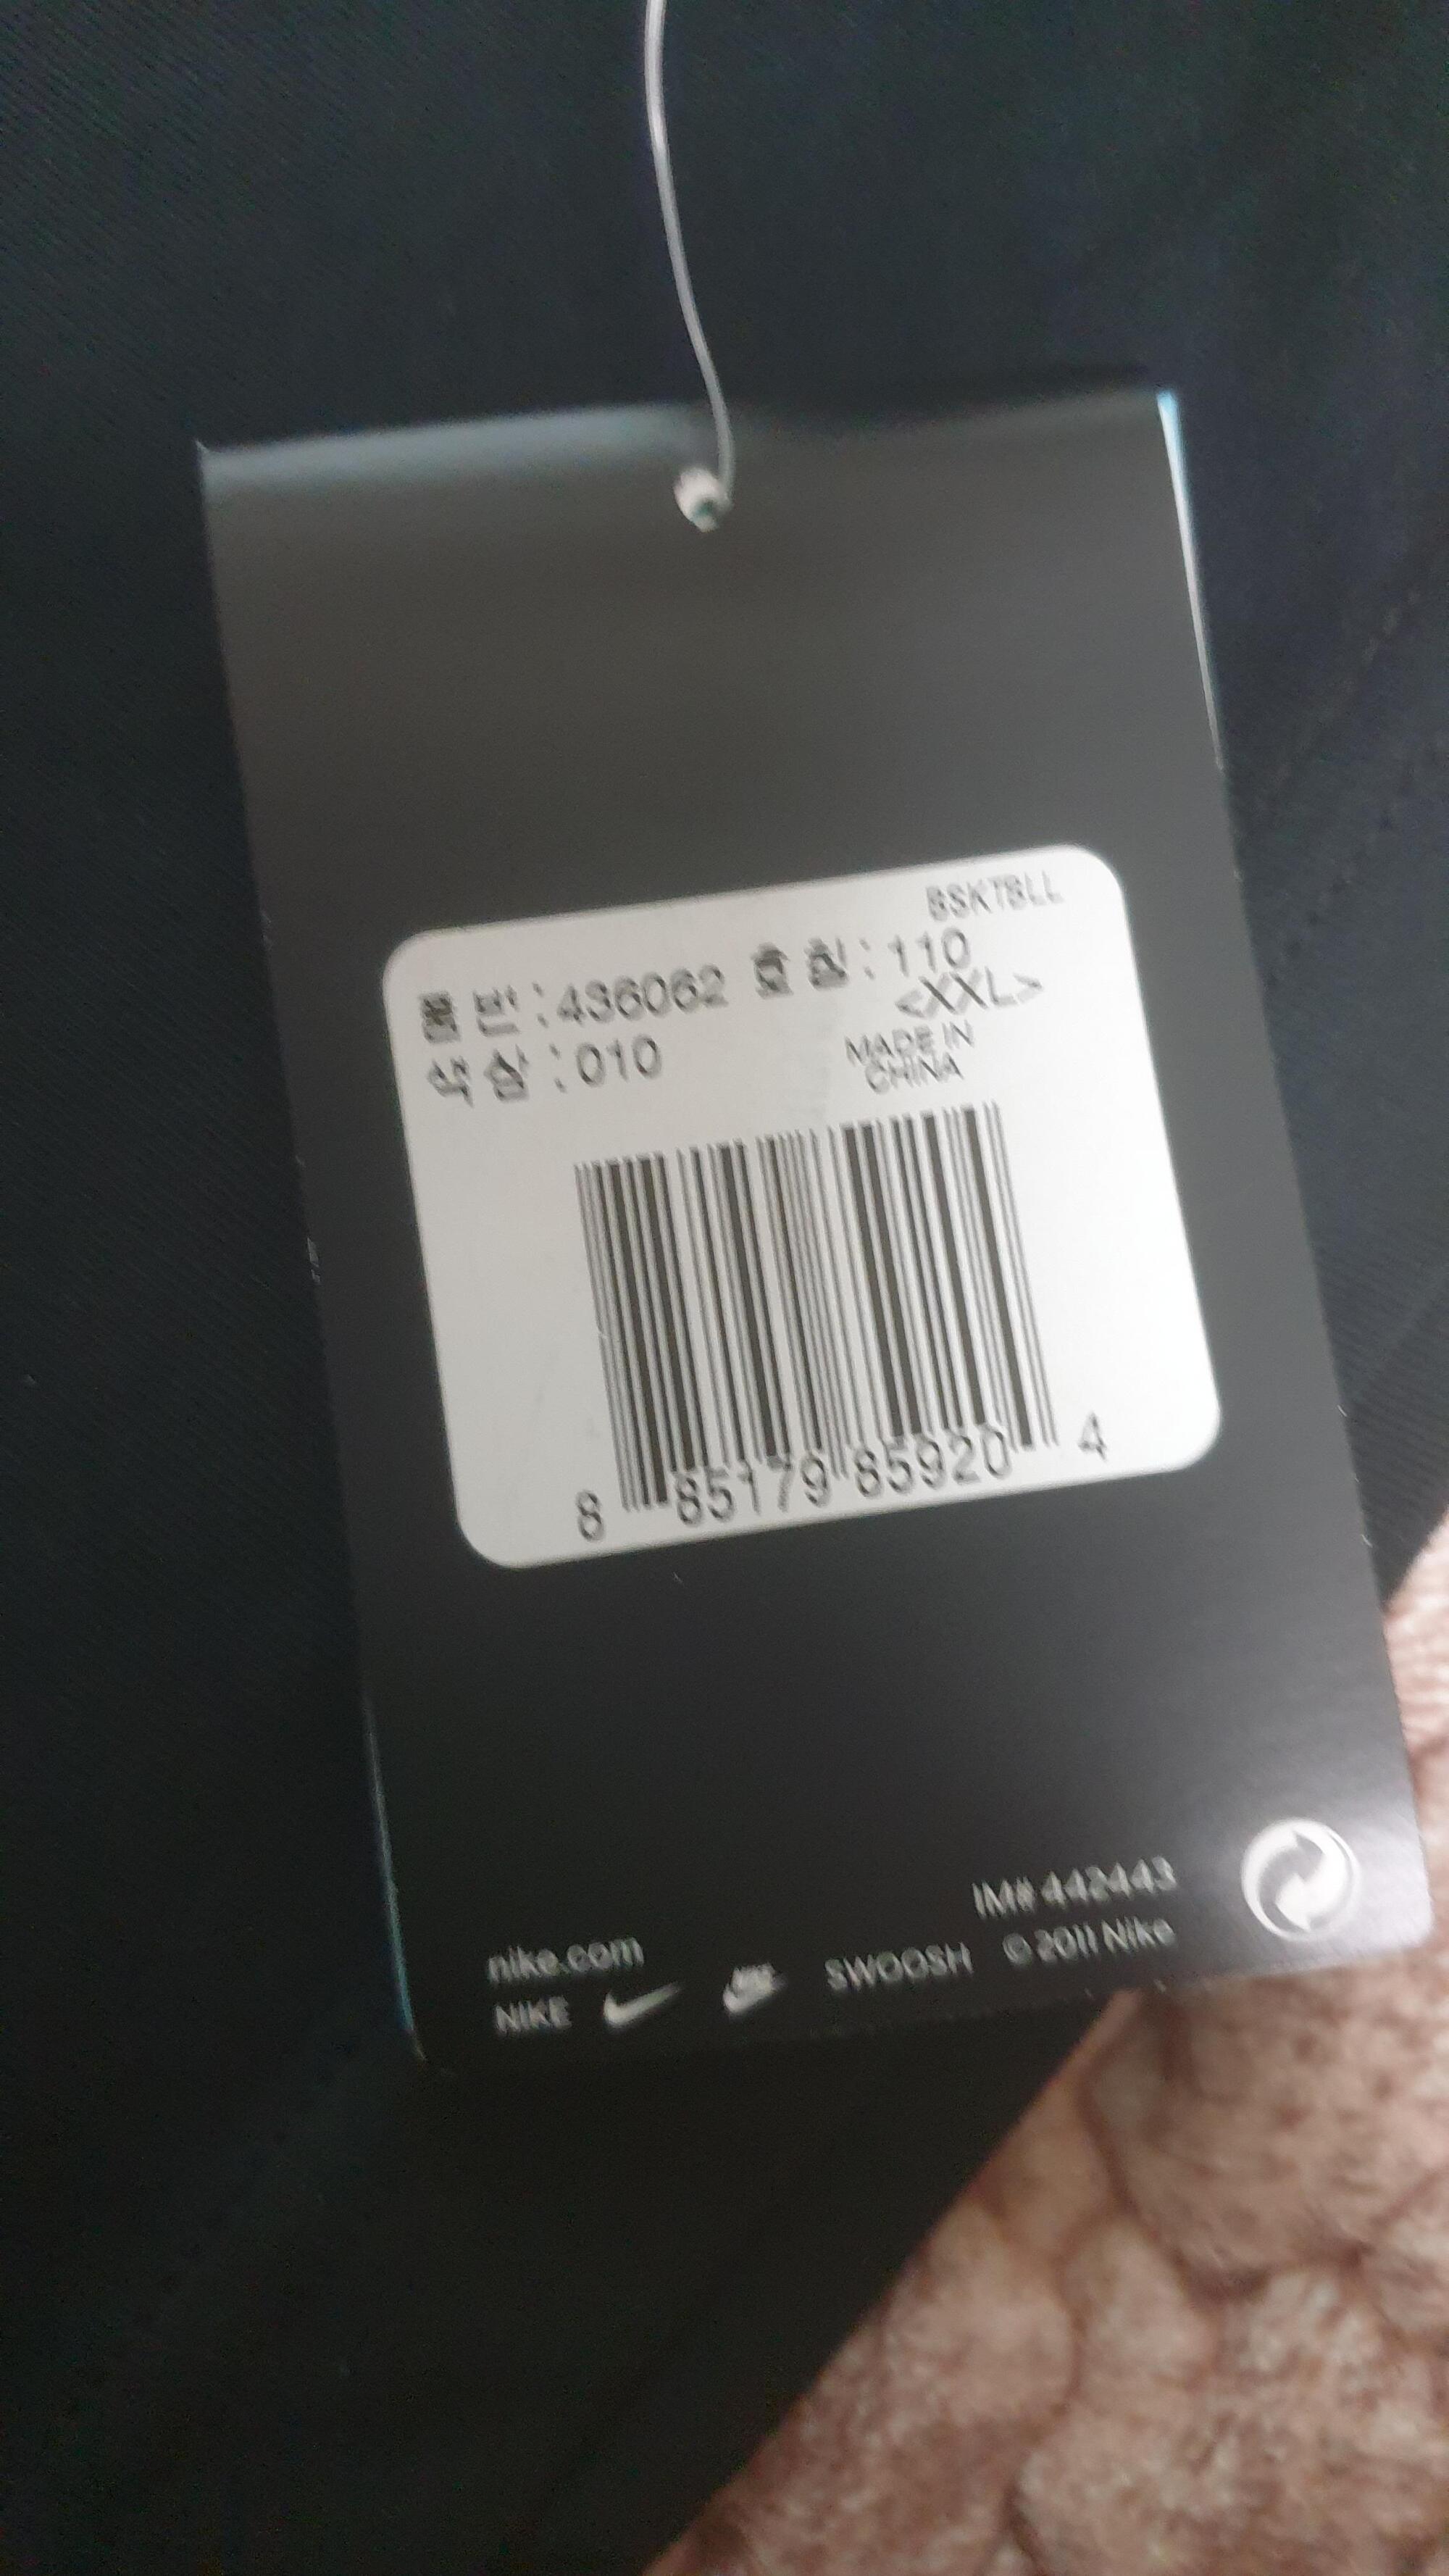 BSKTBLL
품 번 : 436062 호 칭 : 110
<XXL>
색 상 : 010
MADE IN
CHINA
8 85179 85920 4
IM# 442443
nike.com
NIKE SWOOSH © 2011 Nike